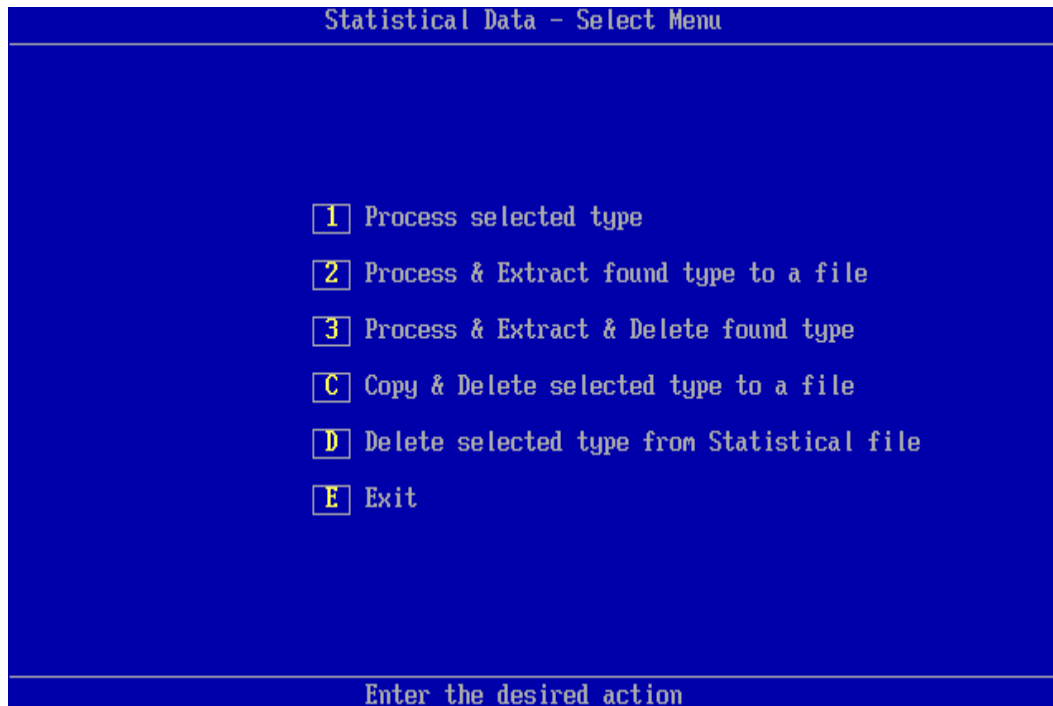 Statistical Data - Select Menu
1 Process selected type
2 Process & Extract found type to a file
3 Process & Extract & Delete found type
C Copy & Delete selected type to a file
D Delete selected type from Statistical file
E Exit
Enter the desired action